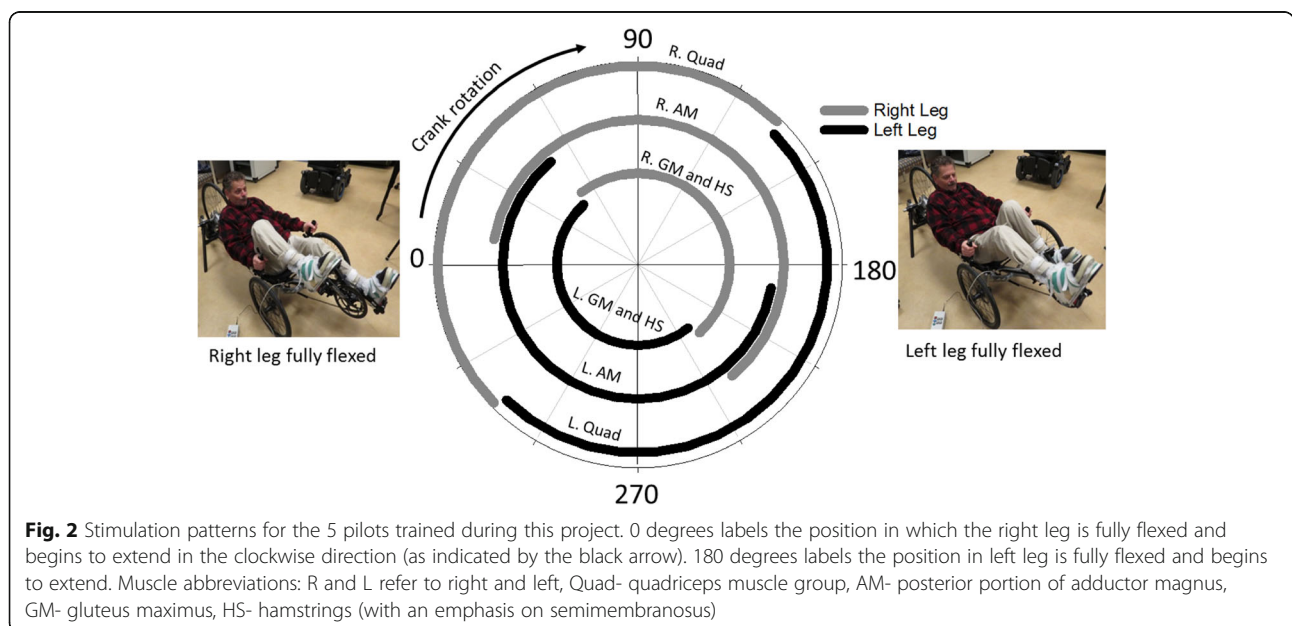 90
R. Quad
Crank rotation
R. AM
Right Leg
Left Leg
R. GM and HS
0
180
L. GM and HS
Right leg fully flexed
Left leg fully flexed
L. AM
L. Quad
270
Fig. 2 Stimulation patterns for the 5 pilots trained during this project. 0 degrees labels the position in which the right leg is fully flexed and
begins to extend in the clockwise direction (as indicated by the black arrow). 180 degrees labels the position in left leg is fully flexed and begins
to extend. Muscle abbreviations: R and L refer to right and left, Quad- quadriceps muscle group, AM- posterior portion of adductor magnus,
GM- gluteus maximus, HS- hamstrings (with an emphasis on semimembranosus)